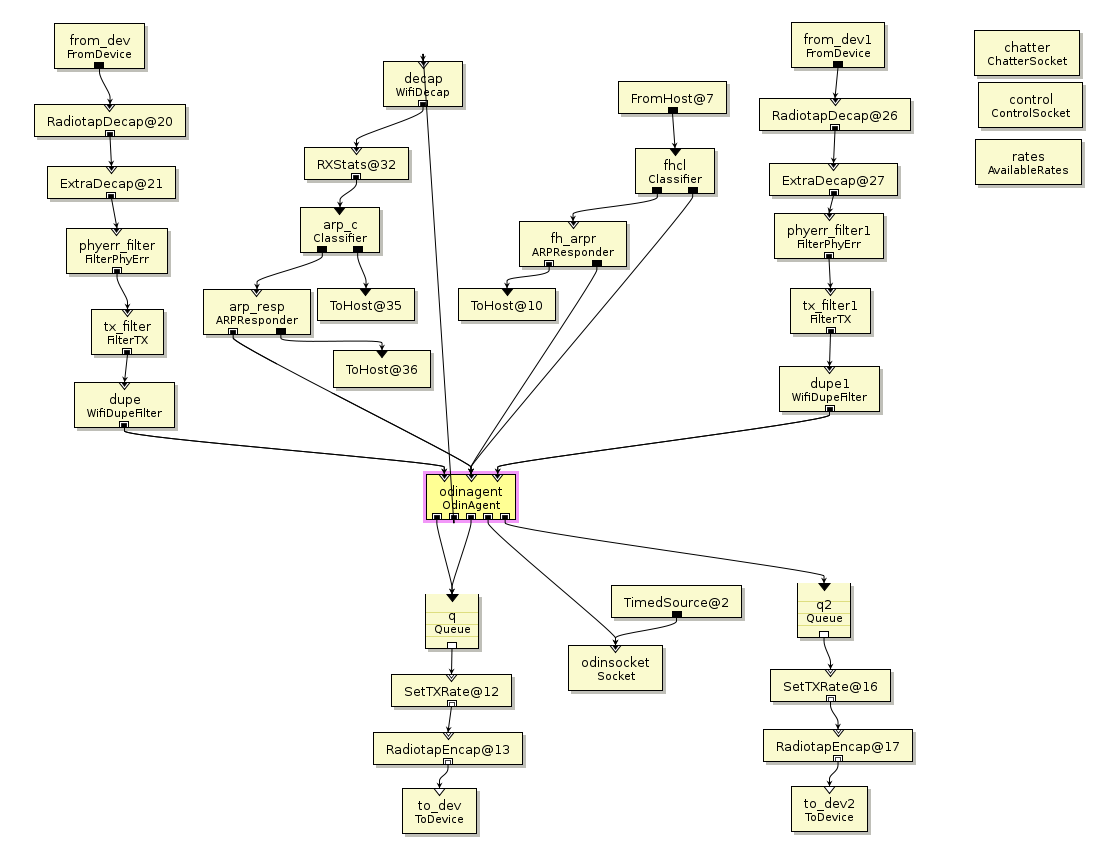 from_dev
FromDevice
RadiotapDecap@20
ExtraDecap@21
phyerr_filter
FilterPhyErr
tx_filter
FilterTX
dupe
WifiDupeFilter
decap
WifiDecap
RXStats@32
arp_c
Classifier
arp_resp
ARPResponder
ToHost@35
ToHost@36
FromHost@7
fhcl
Classifier
fh_arpr
ARPResponder
ToHost@10
from_dev1
FromDevice
RadiotapDecap@26
ExtraDecap@27
phyerr_filter1
FilterPhyErr
tx_filter1
FilterTX
dupe1
WifiDupeFilter
chatter
ChatterSocket
control
ControlSocket
rates
AvailableRates
odinagent
OdinAgent
q
Queue
SetTXRate@12
RadiotapEncap@13
to_dev
ToDevice
TimedSource@2
odinsocket
Socket
q2
Queue
SetTXRate@16
RadiotapEncap@17
to_dev2
ToDevice